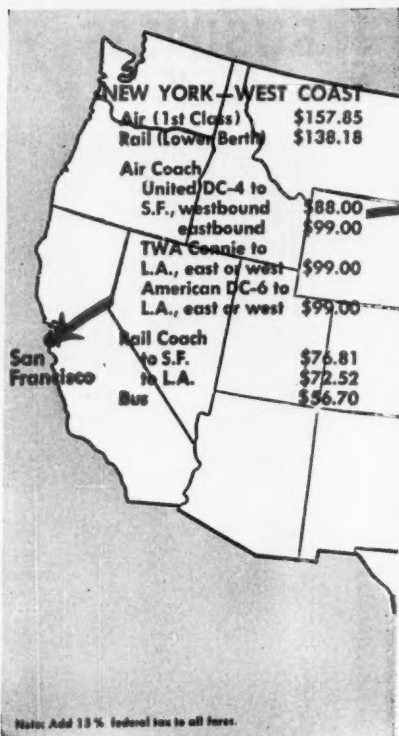 NEW YORK—WEST COAST
Air (1st Class) $157.85
Rail (Lower Berth) $138.18
Air Coach
United DC-4 to
S.F., westbound $88.00
eastbound $99.00
TWA Connie to
L.A., east or west $99.00
American DC-6 to
L.A., east or west $99.00
Rail Coach
to S.F. $76.81
to L.A. $72.52
Bus $56.70
San
Francisco
Note: Add 15% federal tax to all fares.